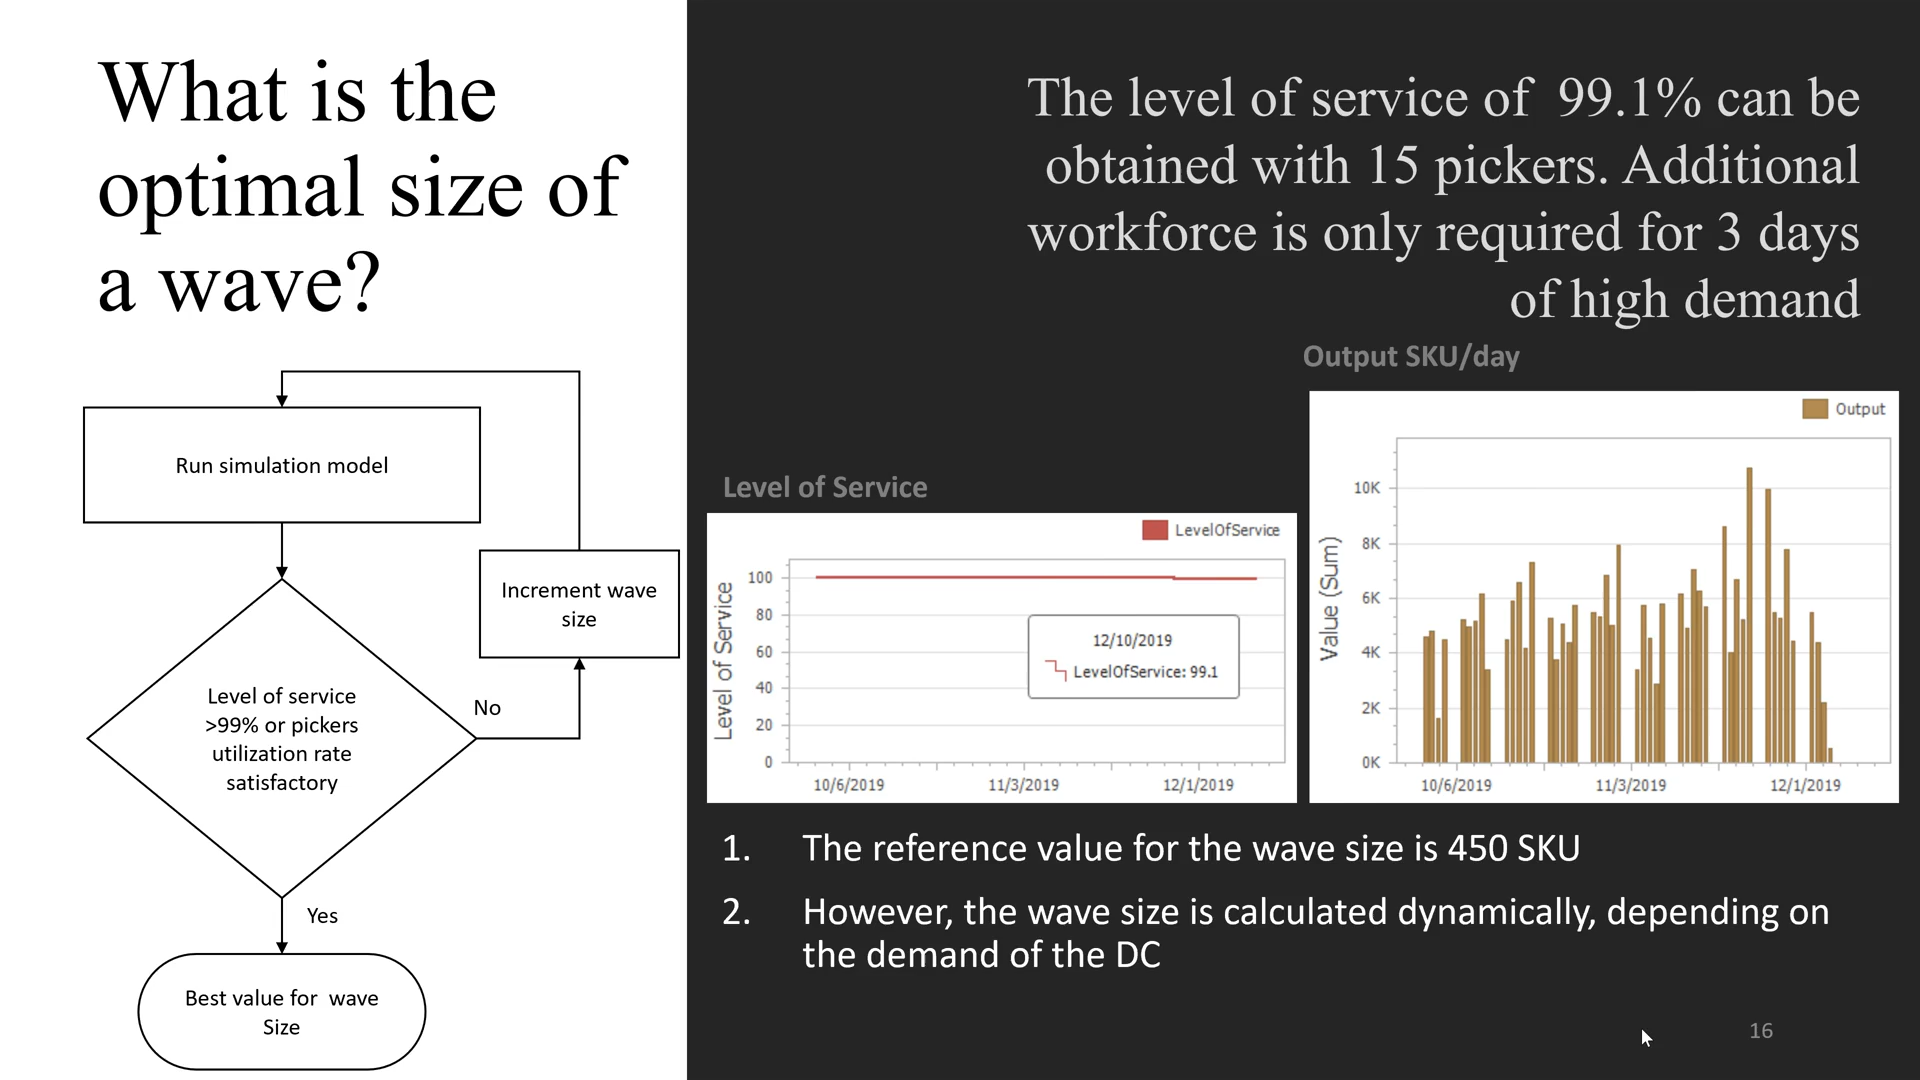 What is the
optimal size of
a wave?
Run simulation model
Increment wave
size
Level of service
>99% or pickers
utilization rate
satisfactory
No
Yes
Best value for wave
Size
The level of service of 99.1% can be
obtained with 15 pickers. Additional
workforce is only required for 3 days
of high demand
Level of Service
LevelOfService
Level of Service
100
80
60
40
20
0
12/10/2019
LevelOfService: 99.1
10/6/2019 11/3/2019 12/1/2019
Output SKU/day
Output
Value (Sum)
10K
8K
6K
4K
2K
0K
10/6/2019 11/3/2019 12/1/2019
1. The reference value for the wave size is 450 SKU
2. However, the wave size is calculated dynamically, depending on
the demand of the DC
16